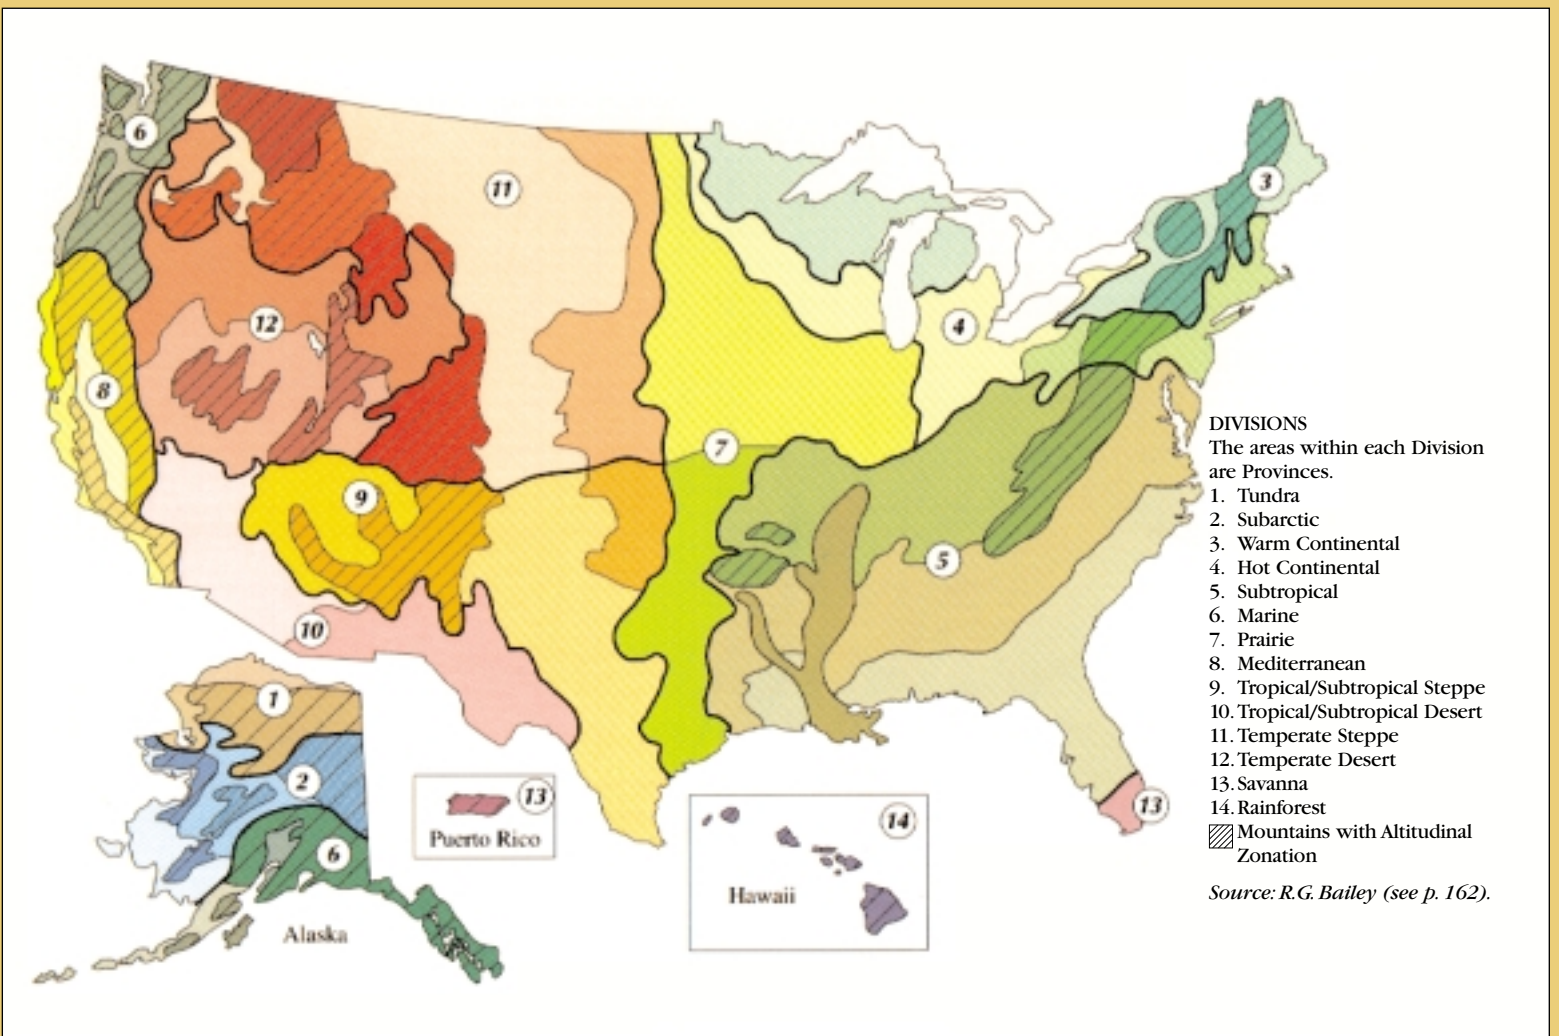 6
11
3
12
4
8
7
9
5
10
1
2
13
13
14
6
Puerto Rico
Hawaii
Alaska
DIVISIONS
The areas within each Division
are Provinces.
1. Tundra
2. Subarctic
3. Warm Continental
4. Hot Continental
5. Subtropical
6. Marine
7. Prairie
8. Mediterranean
9. Tropical/Subtropical Steppe
10. Tropical/Subtropical Desert
11. Temperate Steppe
12. Temperate Desert
13. Savanna
14. Rainforest
Mountains with Altitudinal
Zonation
Source: R.G. Bailey (see p. 162).